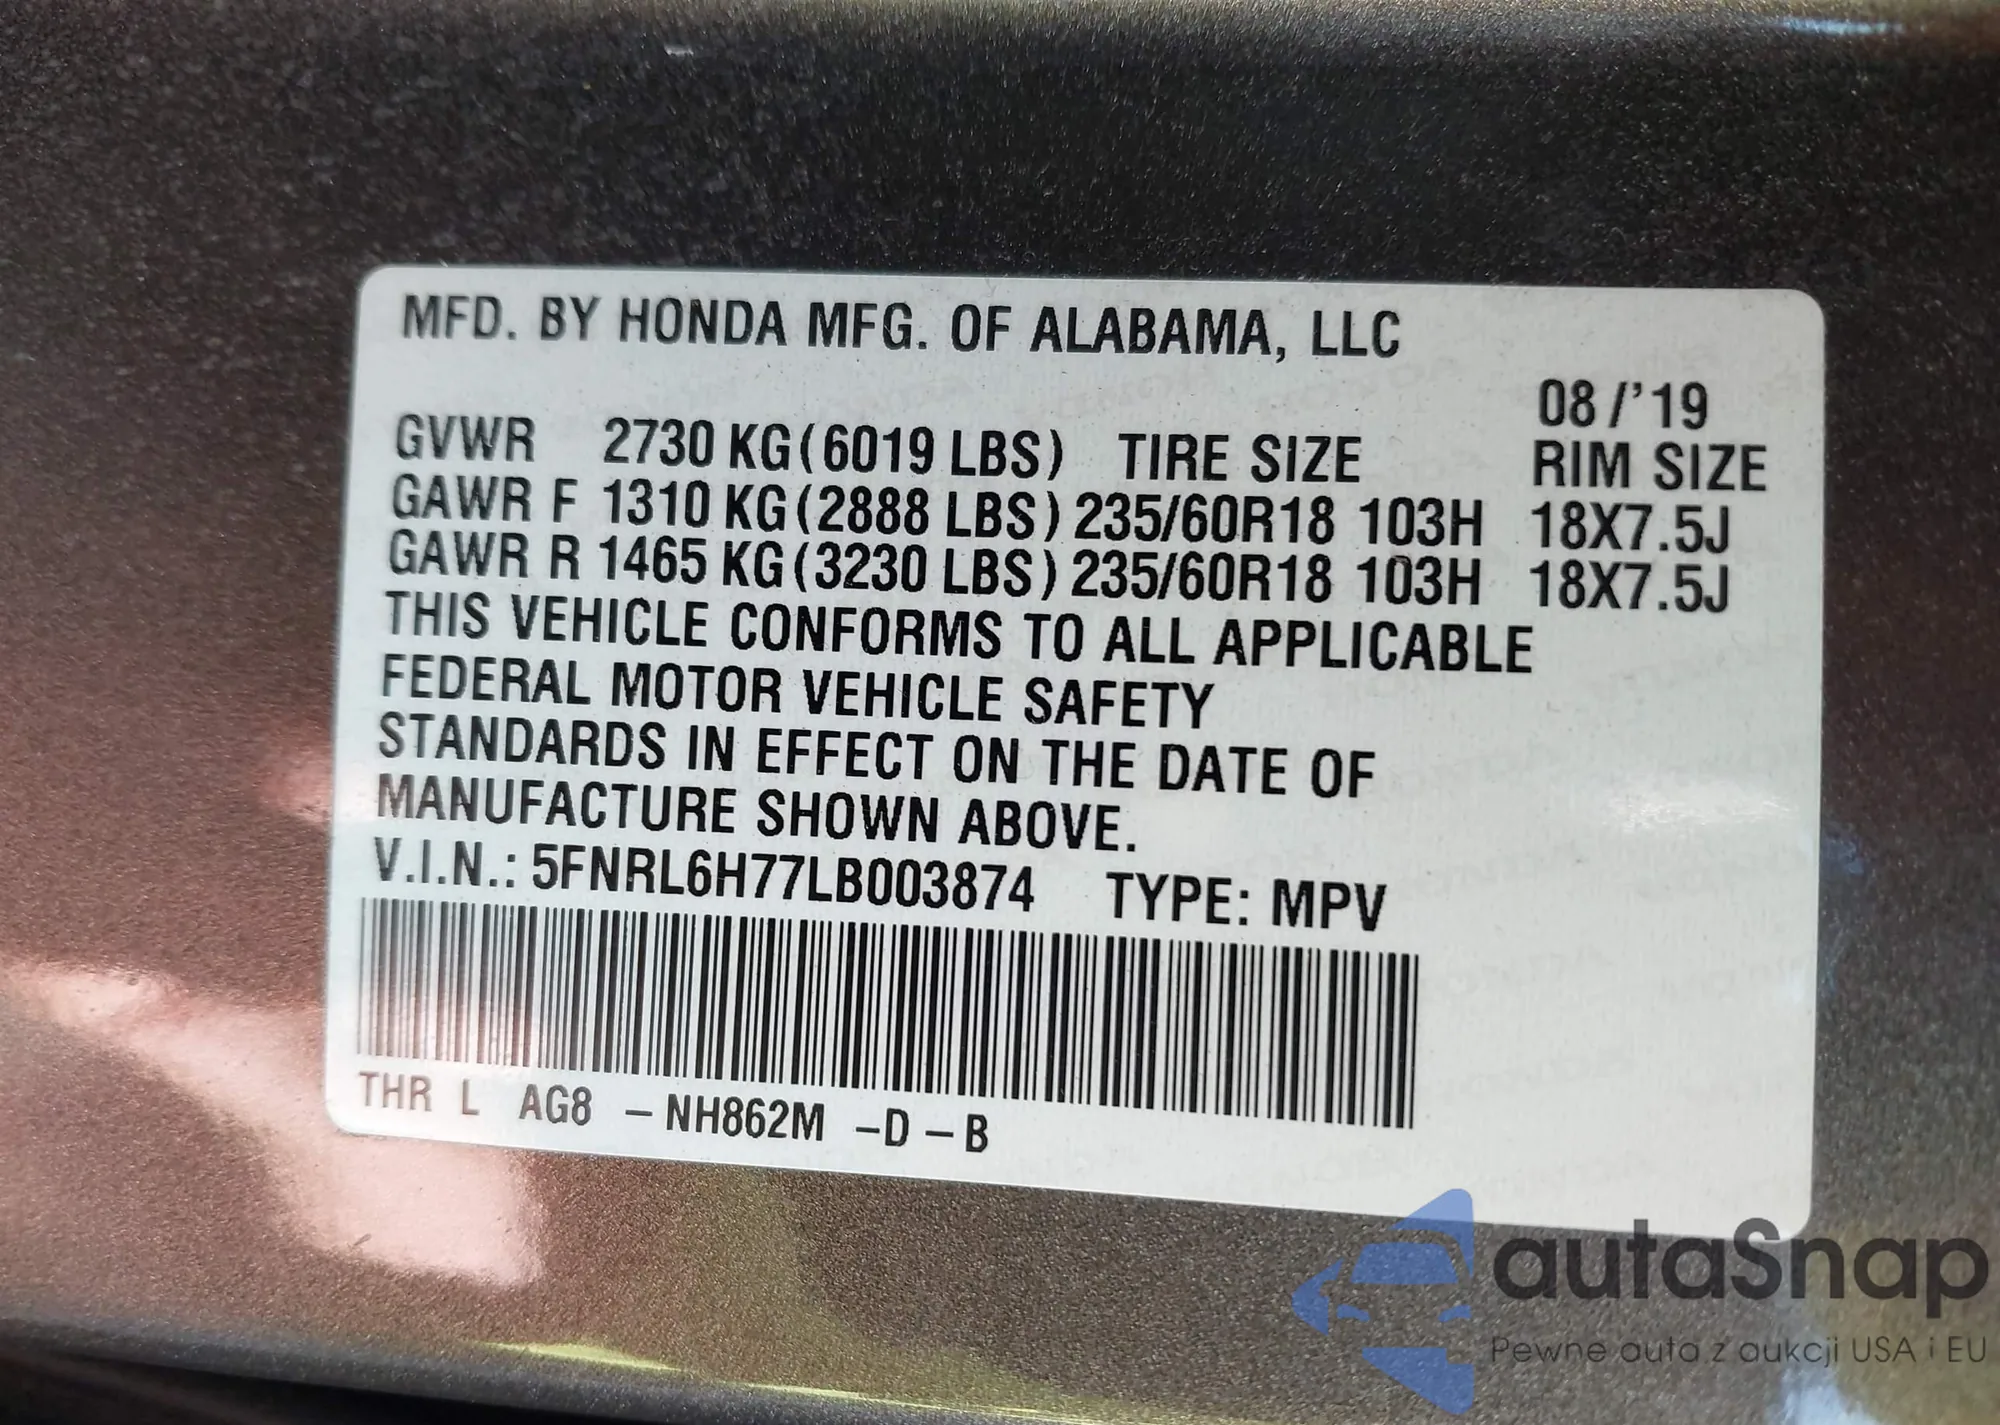 MFD. BY HONDA MFG. OF ALABAMA, LLC
08/'19
GVWR 2730 KG(6019 LBS) TIRE SIZE RIM SIZE
GAWR F 1310 KG(2888 LBS) 235/60R18 103H 18X7.5J
GAWR R 1465 KG(3230 LBS) 235/60R18 103H 18X7.5J
THIS VEHICLE CONFORMS TO ALL APPLICABLE
FEDERAL MOTOR VEHICLE SAFETY
STANDARDS IN EFFECT ON THE DATE OF
MANUFACTURE SHOWN ABOVE.
V.I.N.: 5FNRL6H77LB003874 TYPE: MPV
THR L AG8 -NH862M -D-B
autaSnap
Pewne auta z aukcji USA i EU